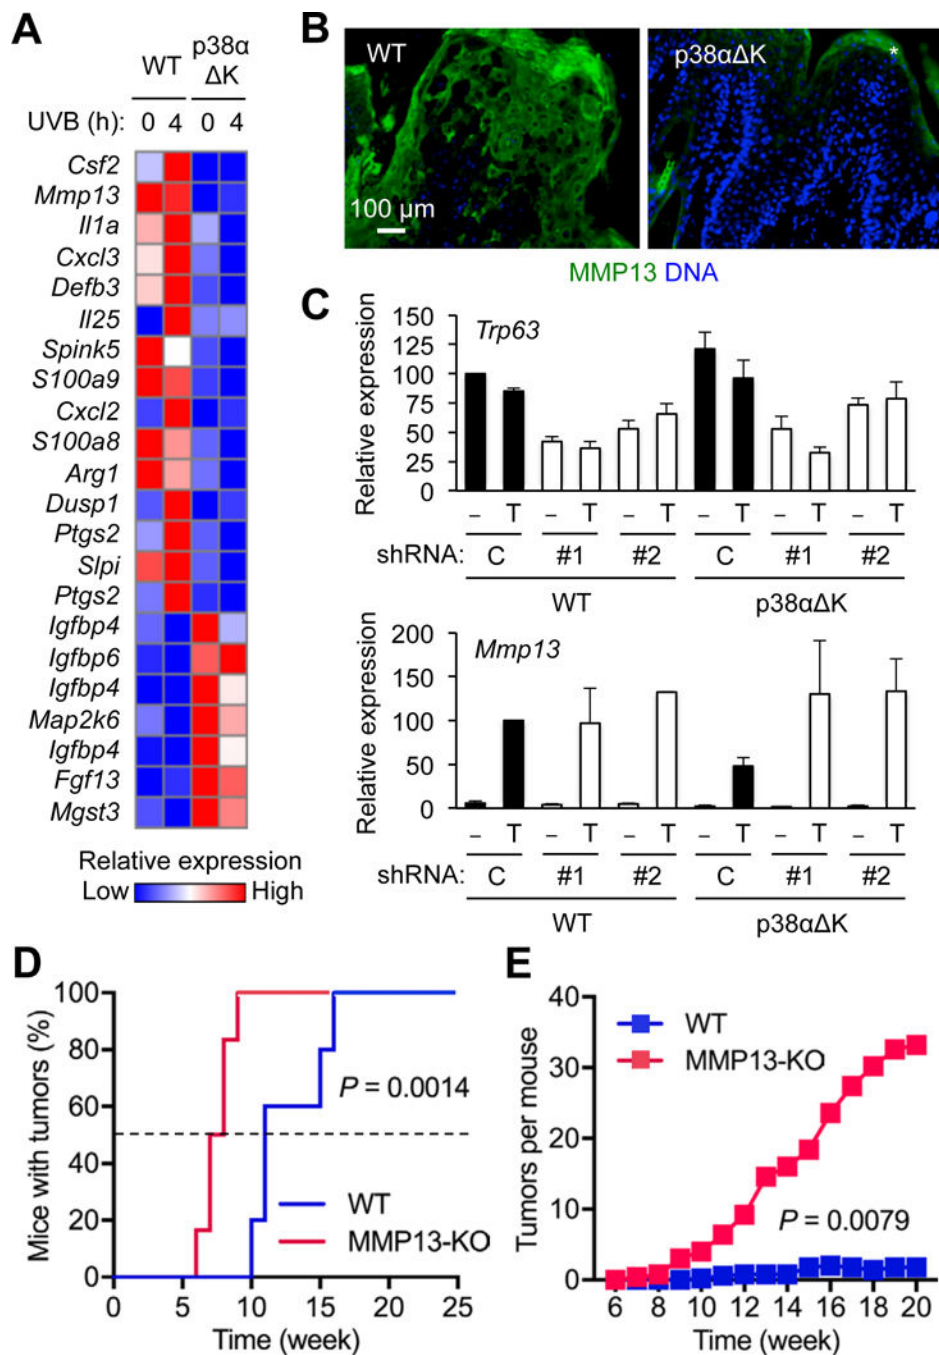 A
WT p38α
ΔK
UVB (h): 0 4 0 4
Csf2
Mmp13
Il1a
Cxcl3
Defb3
Il25
Spink5
S100a9
Cxcl2
S100a8
Arg1
Dusp1
Ptgs2
Slpi
Ptgs2
Igfbp4
Igfbp6
Igfbp4
Map2k6
Igfbp4
Fgf13
Mgst3
Relative expression
Low High
B
WT
100 µm
p38αΔK
*
MMP13 DNA
C
Relative expression
150
125
100
75
50
25
0
Trp63
– T – T – T – T – T – T
shRNA: C #1 #2 C #1 #2
WT p38αΔK
Relative expression
200
150
100
50
0
Mmp13
– T – T – T – T – T – T
shRNA: C #1 #2 C #1 #2
WT p38αΔK
D
Mice with tumors (%)
100
80
60
40
20
0
P = 0.0014
WT
MMP13-KO
0 5 10 15 20 25
Time (week)
E
Tumors per mouse
40
30
20
10
0
WT
MMP13-KO
P = 0.0079
6 8 10 12 14 16 18 20
Time (week)